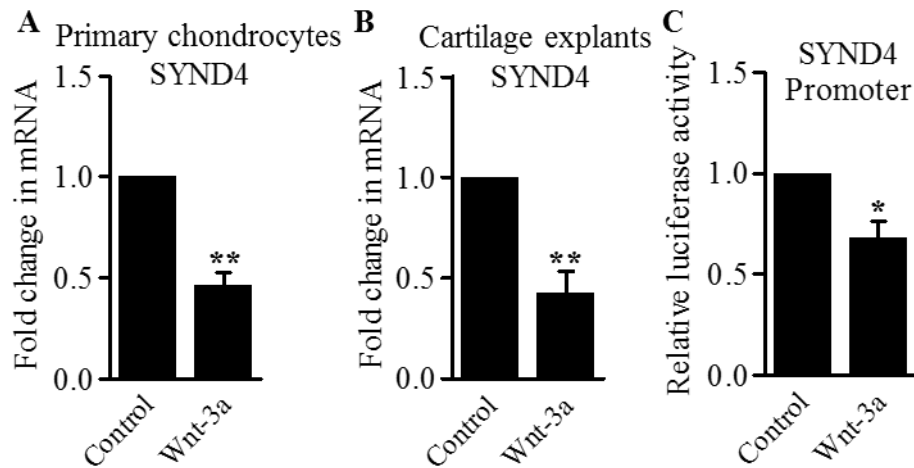 A
Primary chondrocytes
SYND4
Fold change in mRNA
1.5
1.0
0.5
0.0
**
Control
Wnt-3a
B
Cartilage explants
SYND4
Fold change in mRNA
1.5
1.0
0.5
0.0
**
Control
Wnt-3a
C
SYND4
Promoter
Relative luciferase activity
1.5
1.0
0.5
0.0
*
Control
Wnt-3a